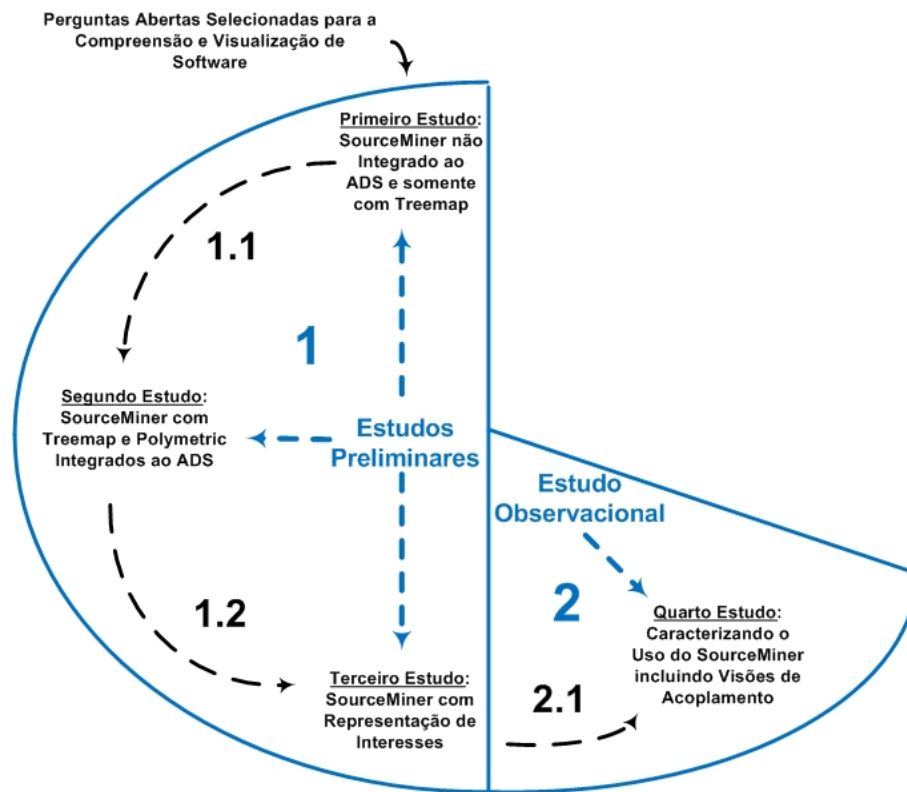 Perguntas Abertas Selecionadas para a
Compreensão e Visualização de
Software
Primeiro Estudo:
SourceMiner não
Integrado ao
ADS e somente
com Treemap
1.1
1
Segundo Estudo:
SourceMiner com
Treemap e Polymetric
Integrados ao ADS
Estudos
Preliminares
1.2
Terceiro Estudo:
SourceMiner com
Representação de
Interesses
Estudo
Observacional
2
Quarto Estudo:
Caracterizando o
Uso do SourceMiner
incluindo Visões de
Acoplamento
2.1